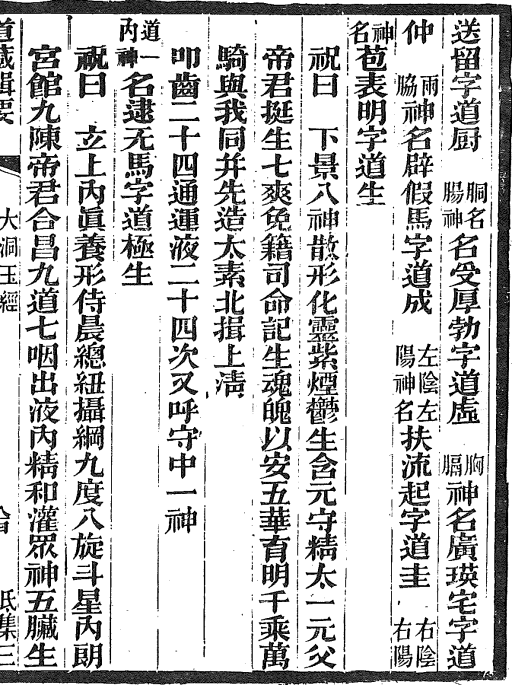 送留字道厨 胴名腸神名受厚勃字道虛 胸膈神名廣瑛宅字道
仲 兩脇神名辟假馬字道成 左陰左陽神名扶流起字道圭 右陰右陽
神名苞表明字道生
祝曰 下景八神散形化靈紫煙鬱生含元守精太一元父
帝君挺生七爽免籍司命記生魂魄以安五華育明千乘萬
騎與我同幷先造太素北揖上淸
叩齒二十四通運液二十四次又呼守中一神
道一內神名逮无馬字道極生
祝曰 立上內眞養形侍晨總紐攝綱九度八旋斗星內朗
宮館九陳帝君合昌九道七咽出液內精和灌眾神五臟生
道藏輯要 大洞玉經 氐集三